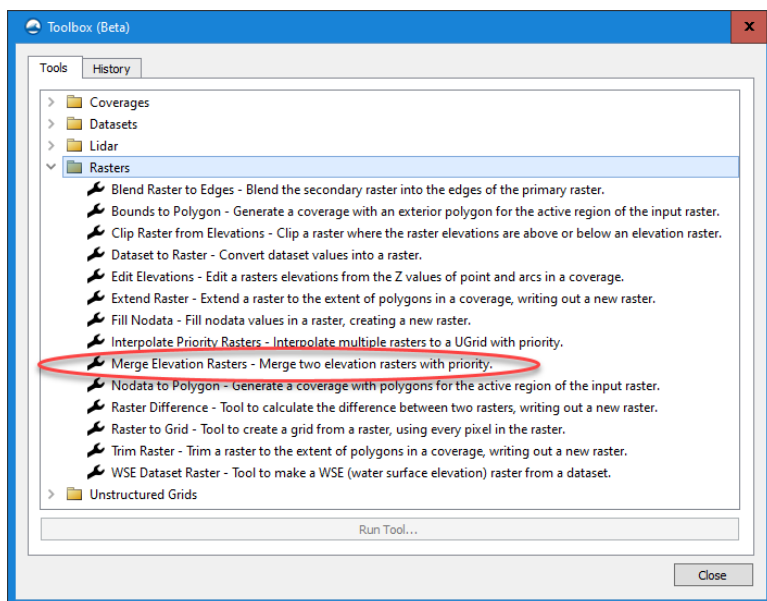 Toolbox (Beta)
x
Tools
History
Coverages
Datasets
Lidar
Rasters
Blend Raster to Edges - Blend the secondary raster into the edges of the primary raster.
Bounds to Polygon - Generate a coverage with an exterior polygon for the active region of the input raster.
Clip Raster from Elevations - Clip a raster where the raster elevations are above or below an elevation raster.
Dataset to Raster - Convert dataset values into a raster.
Edit Elevations - Edit a rasters elevations from the Z values of point and arcs in a coverage.
Extend Raster - Extend a raster to the extent of polygons in a coverage, writing out a new raster.
Fill Nodata - Fill nodata values in a raster, creating a new raster.
Interpolate Priority Rasters - Interpolate multiple rasters to a UGrid with priority.
Merge Elevation Rasters - Merge two elevation rasters with priority.
Nodata to Polygon - Generate a coverage with polygons for the active region of the input raster.
Raster Difference - Tool to calculate the difference between two rasters, writing out a new raster.
Raster to Grid - Tool to create a grid from a raster, using every pixel in the raster.
Trim Raster - Trim a raster to the extent of polygons in a coverage, writing out a new raster.
WSE Dataset Raster - Tool to make a WSE (water surface elevation) raster from a dataset.
Unstructured Grids
Run Tool...
Close